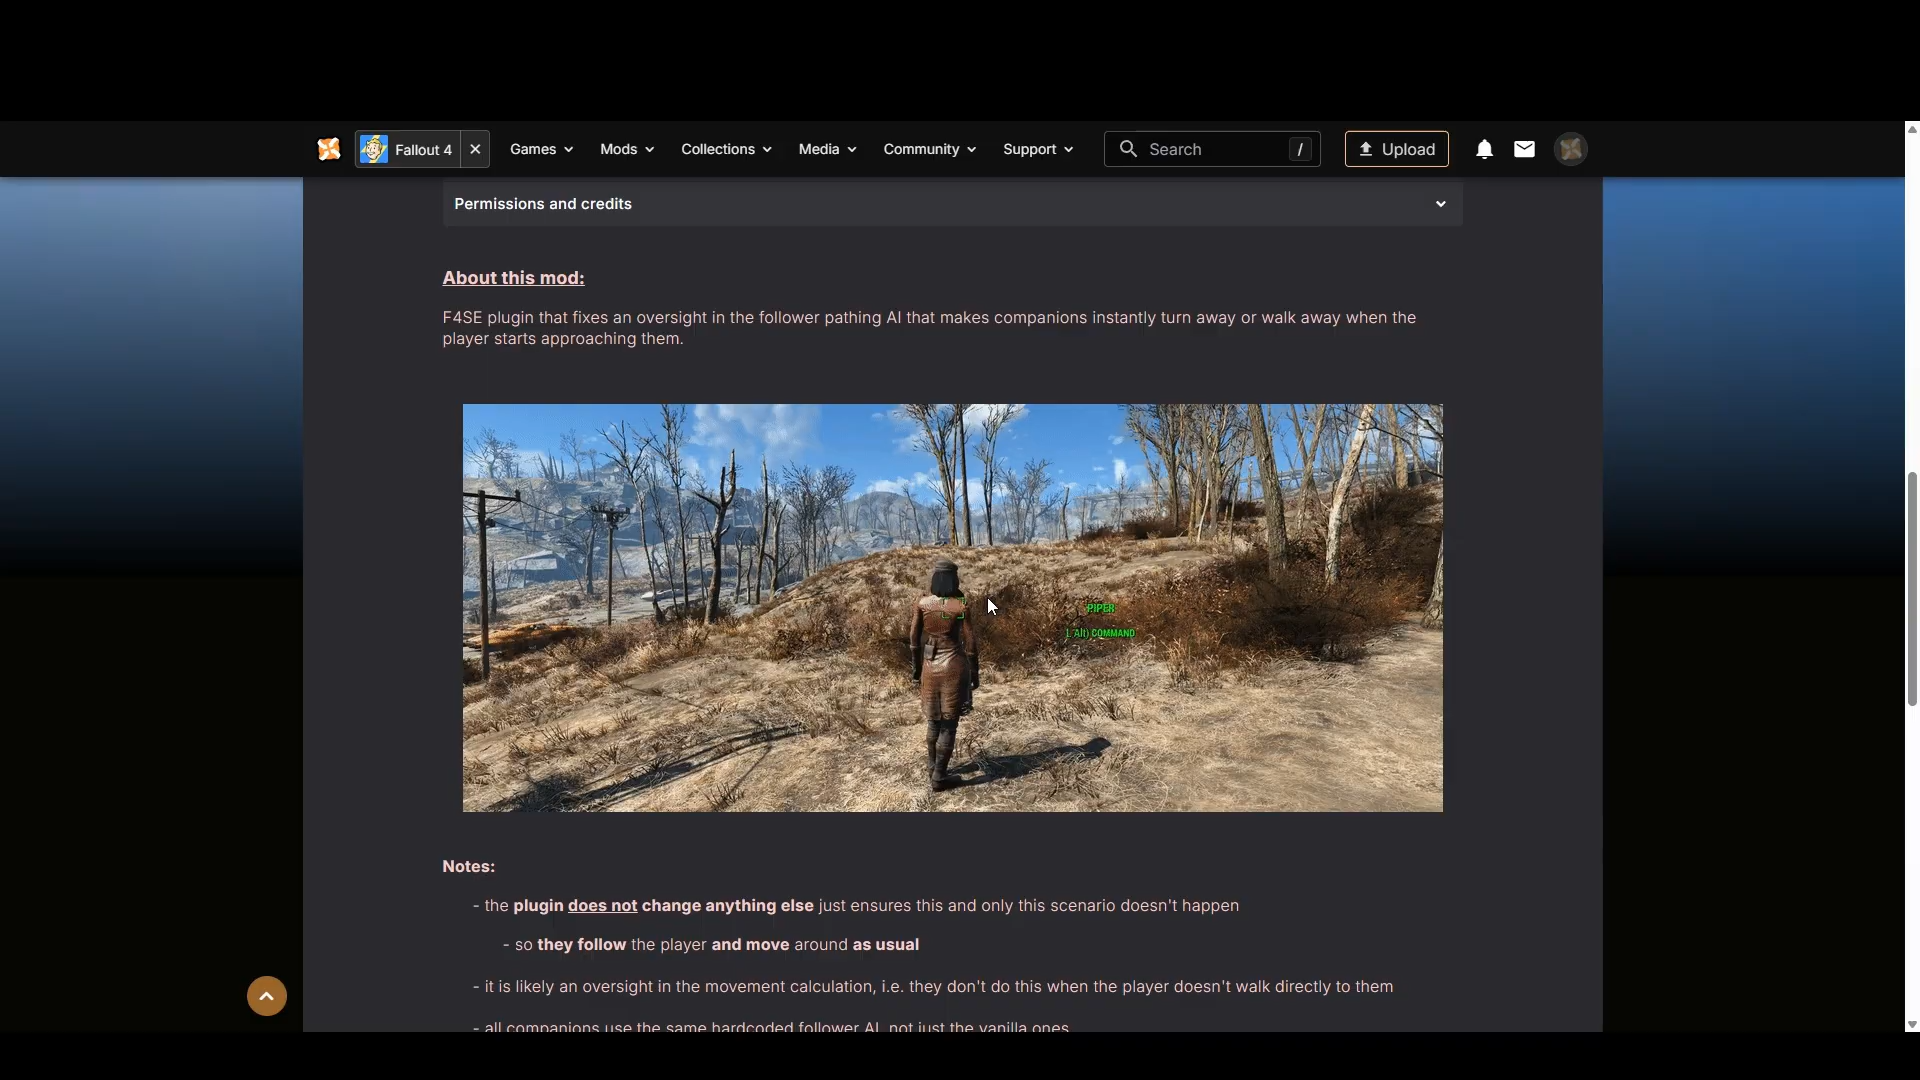 Fallout 4
Games
Mods
Collections
Media
Community
Support
Search
/
Upload
Permissions and credits
About this mod:
F4SE plugin that fixes an oversight in the follower pathing AI that makes companions instantly turn away or walk away when the
player starts approaching them.
PIPER
L Alt) COMMAND
Notes:
- the plugin does not change anything else just ensures this and only this scenario doesn't happen
- so they follow the player and move around as usual
- it is likely an oversight in the movement calculation, i.e. they don't do this when the player doesn't walk directly to them
- all companions use the same hardcoded follower AI, not just the vanilla ones